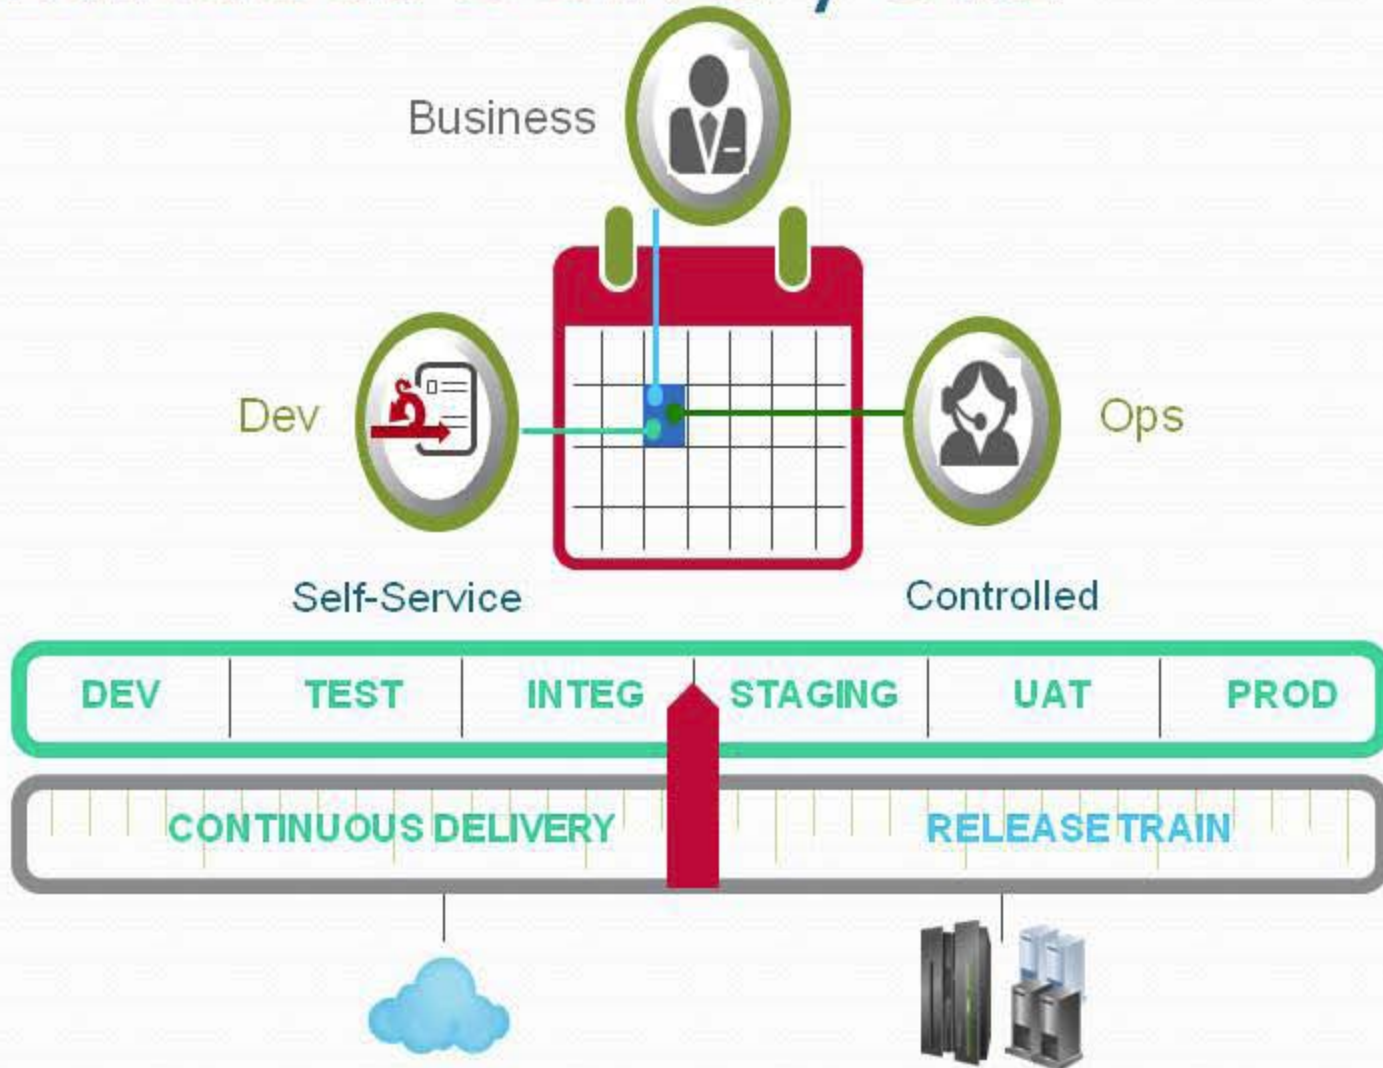 Business
Dev
Ops
Self-Service
Controlled
DEV TEST INTEG STAGING UAT PROD
CONTINUOUS DELIVERY RELEASE TRAIN